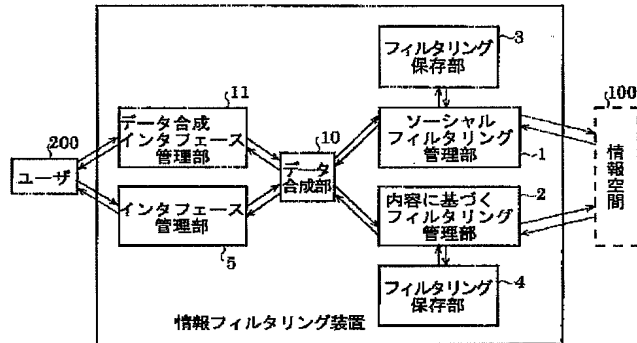 3
フィルタリング
保存部
11
データ合成
インタフェース
管理部
ソーシャル
フィルタリング
管理部
1
100
情報空間
200
ユーザ
10
データ
合成部
インタフェース
管理部
5
2
内容に基づく
フィルタリング
管理部
フィルタリング
保存部
4
情報フィルタリング装置